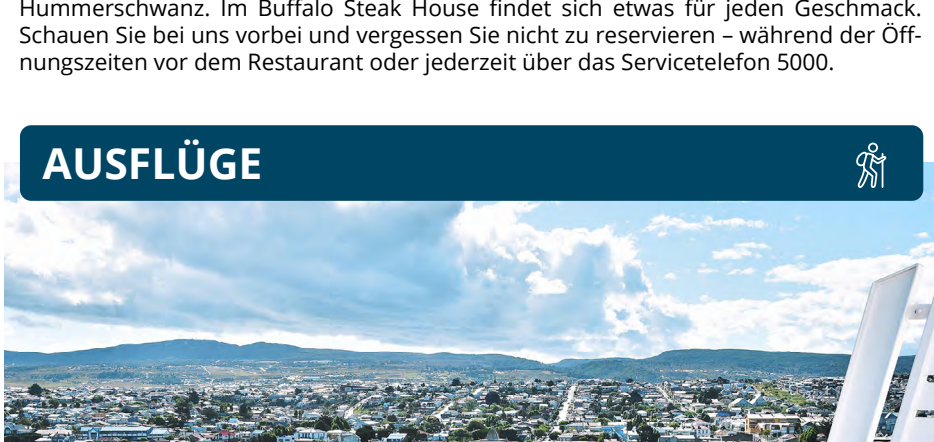 Hummerschwanz. Im Buffalo Steak House findet sich etwas für jeden Geschmack.
Schauen Sie bei uns vorbei und vergessen Sie nicht zu reservieren – während der Öff-
nungszeiten vor dem Restaurant oder jederzeit über das Servicetelefon 5000.
AUSFLÜGE